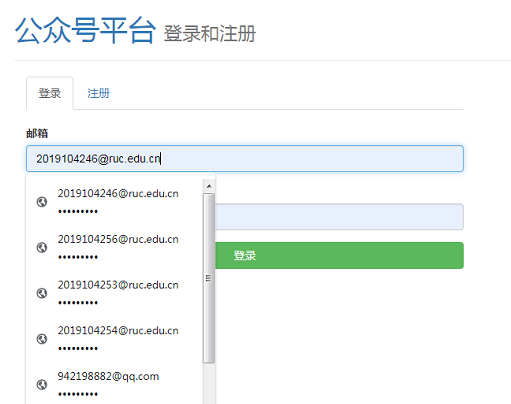 公众号平台 登录和注册
登录 注册
邮箱
2019104246@ruc.edu.cn
2019104246@ruc.edu.cn
•••••••••
2019104256@ruc.edu.cn
•••••••••
2019104253@ruc.edu.cn
•••••••••
登录
2019104254@ruc.edu.cn
•••••••••
942198882@qq.com
•••••••••